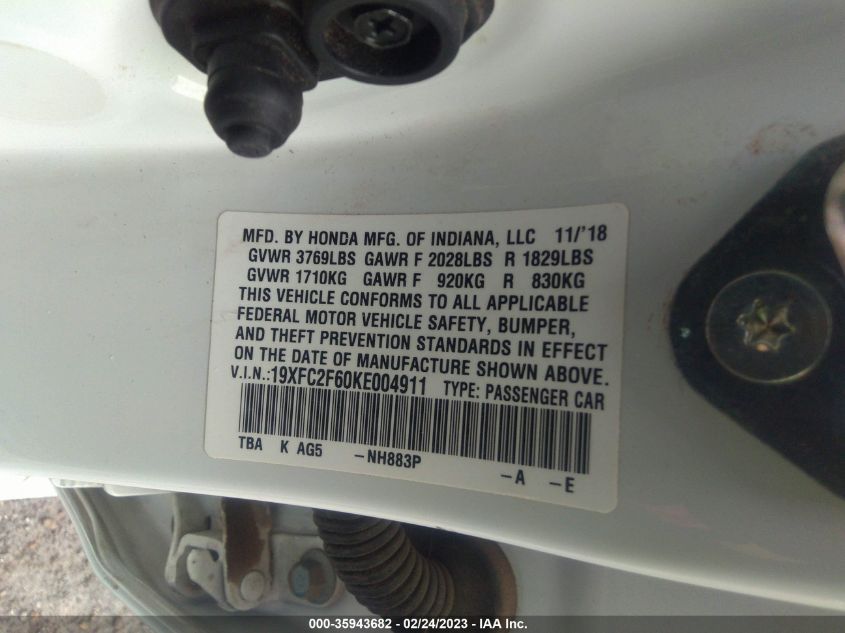 MFD. BY HONDA MFG. OF INDIANA, LLC 11/'18
GVWR 3769LBS GAWR F 2028LBS R 1829LBS
GVWR 1710KG GAWR F 920KG R 830KG
THIS VEHICLE CONFORMS TO ALL APPLICABLE
FEDERAL MOTOR VEHICLE SAFETY, BUMPER,
AND THEFT PREVENTION STANDARDS IN EFFECT
ON THE DATE OF MANUFACTURE SHOWN ABOVE.
V.I.N.:19XFC2F60KE004911 TYPE: PASSENGER CAR
TBA K AG5 -NH883P -A -E
000-35943682 - 02/24/2023 - IAA Inc.